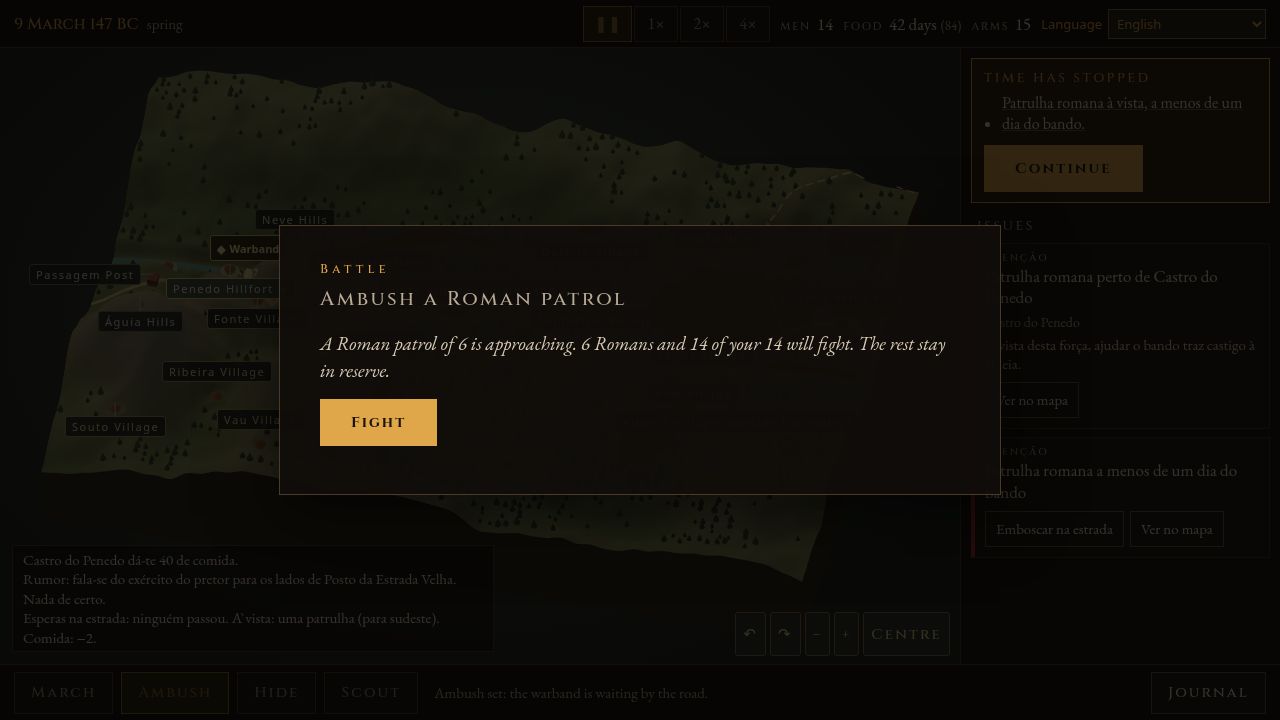 9 March 147 BC spring
❚❚ 1× 2× 4× MEN 14 FOOD 42 days (84) ARMS 15 Language English
TIME HAS STOPPED
Patrulha romana à vista, a menos de um
dia do bando.
Continue
ISSUES
Neve Hills
◆ Warband
Passagem Post
Penedo Hillfort
Águia Hills
Fonte Villa
Ribeira Village
Souto Village
Vau Villa
Battle
Ambush a Roman patrol
A Roman patrol of 6 is approaching. 6 Romans and 14 of your 14 will fight. The rest stay
in reserve.
Fight
ENÇÃO
trulha romana perto de Castro do
nedo
stro do Penedo
vista desta força, ajudar o bando traz castigo à
eia.
Ver no mapa
ENÇÃO
trulha romana a menos de um dia do
bando
Emboscar na estrada Ver no mapa
Castro do Penedo dá-te 40 de comida.
Rumor: fala-se do exército do pretor para os lados de Posto da Estrada Velha.
Nada de certo.
Esperas na estrada: ninguém passou. À vista: uma patrulha (para sudeste).
Comida: −2.
↶ ↷ − + Centre
March Ambush Hide Scout Ambush set: the warband is waiting by the road. Journal